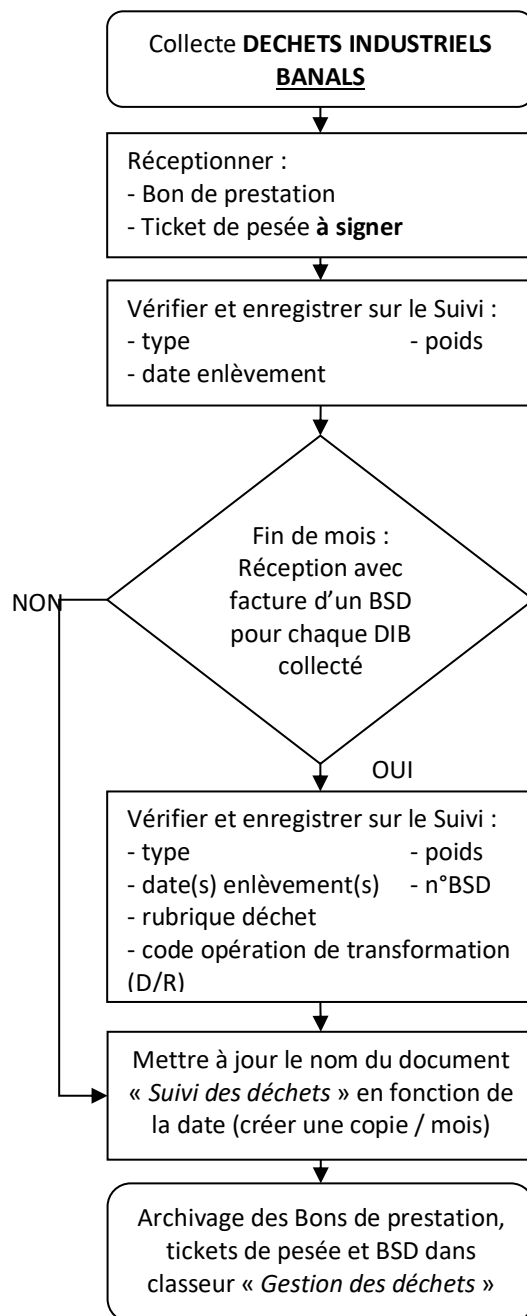 Collecte DECHETS INDUSTRIELS
BANALS
Réceptionner :
- Bon de prestation
- Ticket de pesée à signer
Vérifier et enregistrer sur le Suivi :
- type - poids
- date enlèvement
Fin de mois :
Réception avec
facture d’un BSD
pour chaque DIB
collecté
NON
OUI
Vérifier et enregistrer sur le Suivi :
- type - poids
- date(s) enlèvement(s) - n°BSD
- rubrique déchet
- code opération de transformation
(D/R)
Mettre à jour le nom du document
« Suivi des déchets » en fonction de
la date (créer une copie / mois)
Archivage des Bons de prestation,
tickets de pesée et BSD dans
classeur « Gestion des déchets »